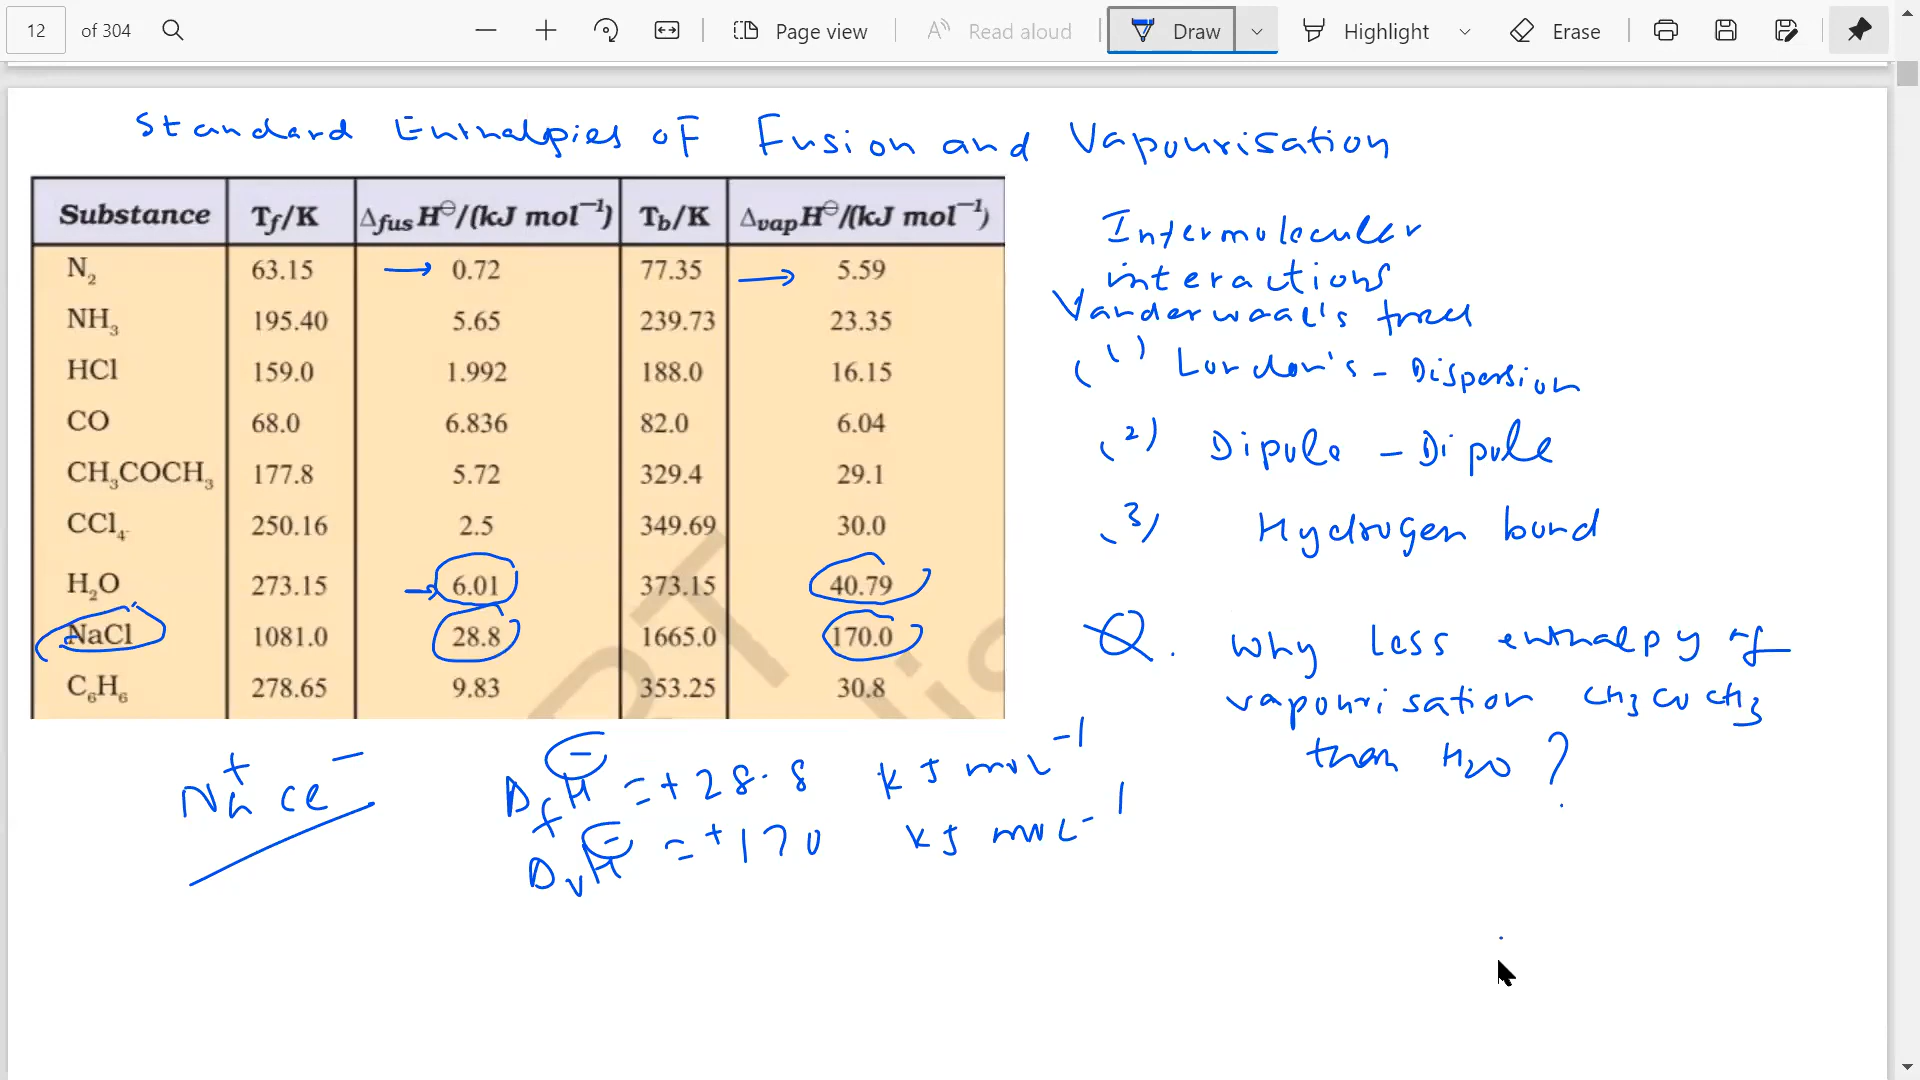 12 of 304 Page view Read aloud Draw Highlight Erase
Standard Enthalpies of Fusion and Vapourisation
Substance T_f/K Δ_fus H⊖/(kJ mol⁻¹) T_b/K Δ_vap H⊖/(kJ mol⁻¹)
N₂ 63.15 → 0.72 77.35 → 5.59
NH₃ 195.40 5.65 239.73 23.35
HCl 159.0 1.992 188.0 16.15
CO 68.0 6.836 82.0 6.04
CH₃COCH₃ 177.8 5.72 329.4 29.1
CCl₄ 250.16 2.5 349.69 30.0
H₂O 273.15 → 6.01 373.15 40.79
NaCl 1081.0 28.8 1665.0 170.0
C₆H₆ 278.65 9.83 353.25 30.8
Intermolecular
interactions
Vanderwaal's
(1) London's - Dispersion
(2) Dipole - Dipole
(3) Hydrogen bond
Q. Why less enthalpy of
vapourisation CH3COCH3
than H2O ?
Na⁺ Cl⁻
Δ_f H⊖ = +28.8 kJ mol⁻¹
Δ_v H⊖ = +170 kJ mol⁻¹